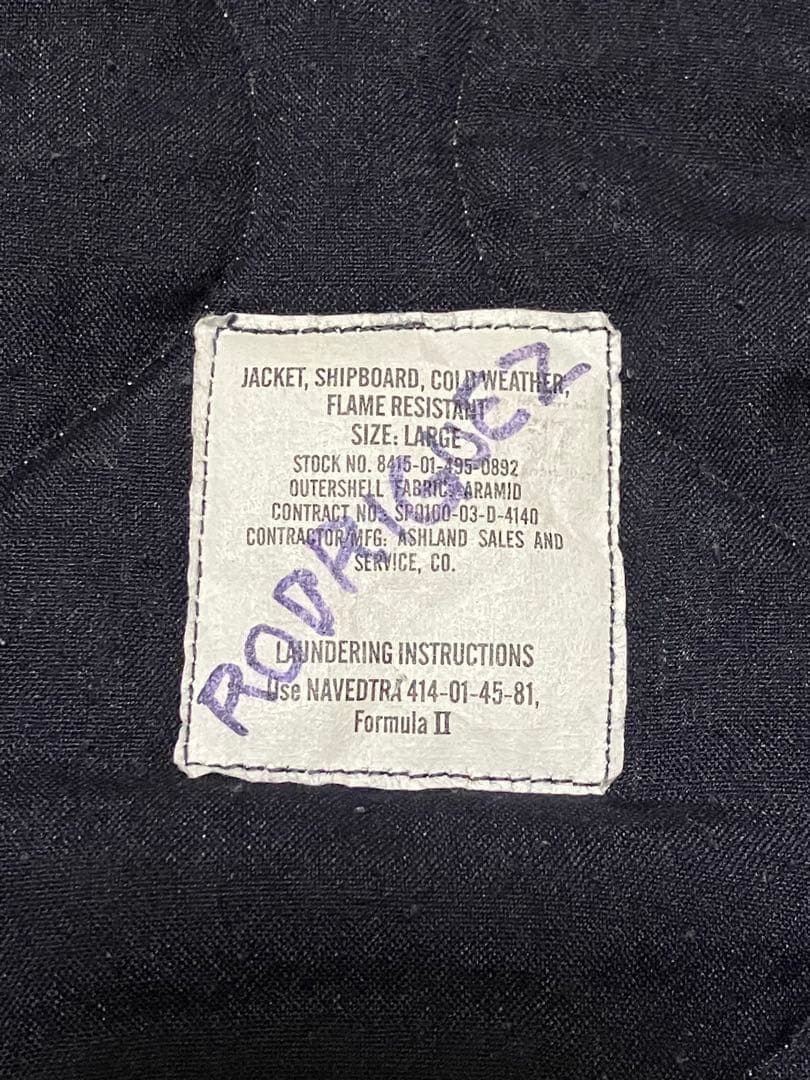 JACKET, SHIPBOARD, COLD WEATHER,
FLAME RESISTANT
SIZE: LARGE
STOCK NO. 8415-01-495-0892
OUTERSHELL FABRIC: ARAMID
CONTRACT NO: SP0100-03-D-4140
CONTRACTOR/MFG: ASHLAND SALES AND
SERVICE, CO.
LAUNDERING INSTRUCTIONS
Use NAVEDTRA 414-01-45-81,
Formula II
RODRIGUEZ